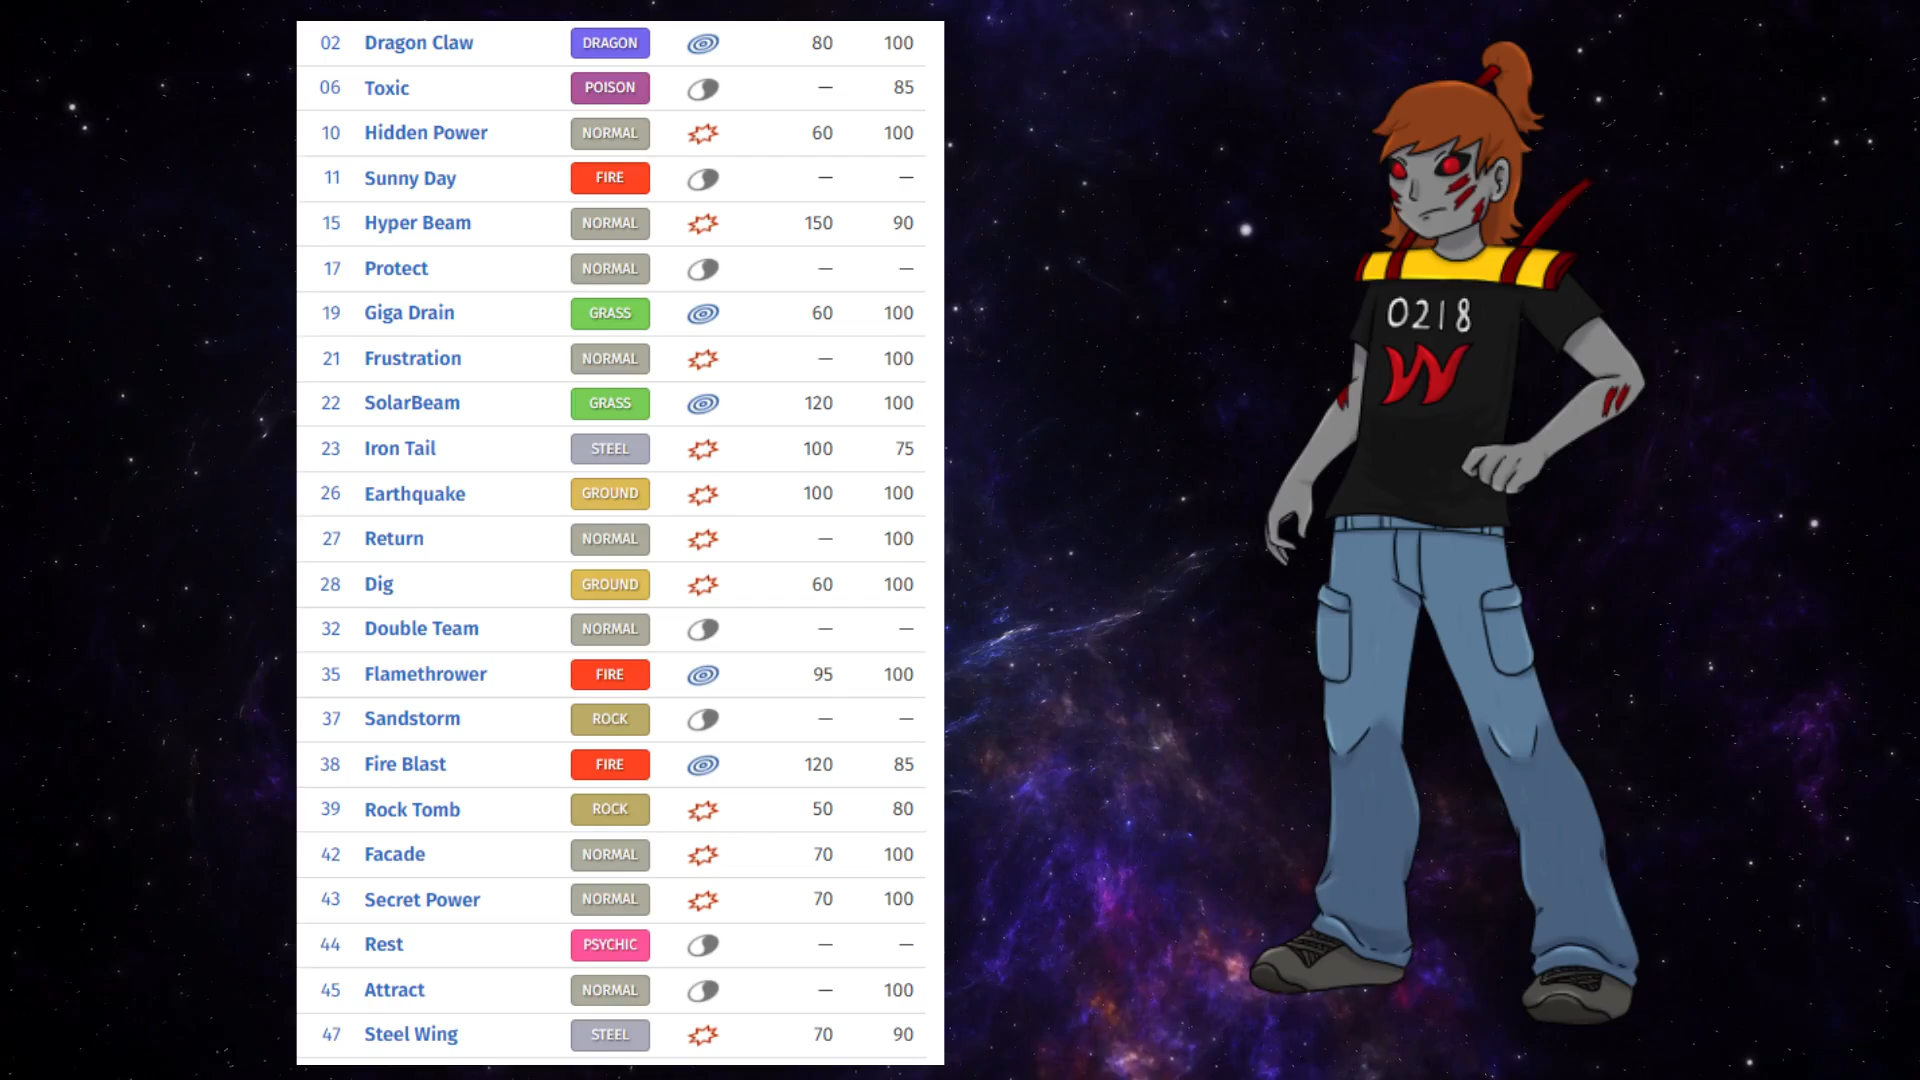 02 Dragon Claw DRAGON 80 100
06 Toxic POISON — 85
10 Hidden Power NORMAL 60 100
11 Sunny Day FIRE — —
15 Hyper Beam NORMAL 150 90
17 Protect NORMAL — —
19 Giga Drain GRASS 60 100
21 Frustration NORMAL — 100
22 SolarBeam GRASS 120 100
23 Iron Tail STEEL 100 75
26 Earthquake GROUND 100 100
27 Return NORMAL — 100
28 Dig GROUND 60 100
32 Double Team NORMAL — —
35 Flamethrower FIRE 95 100
37 Sandstorm ROCK — —
38 Fire Blast FIRE 120 85
39 Rock Tomb ROCK 50 80
42 Facade NORMAL 70 100
43 Secret Power NORMAL 70 100
44 Rest PSYCHIC — —
45 Attract NORMAL — 100
47 Steel Wing STEEL 70 90
0218
W